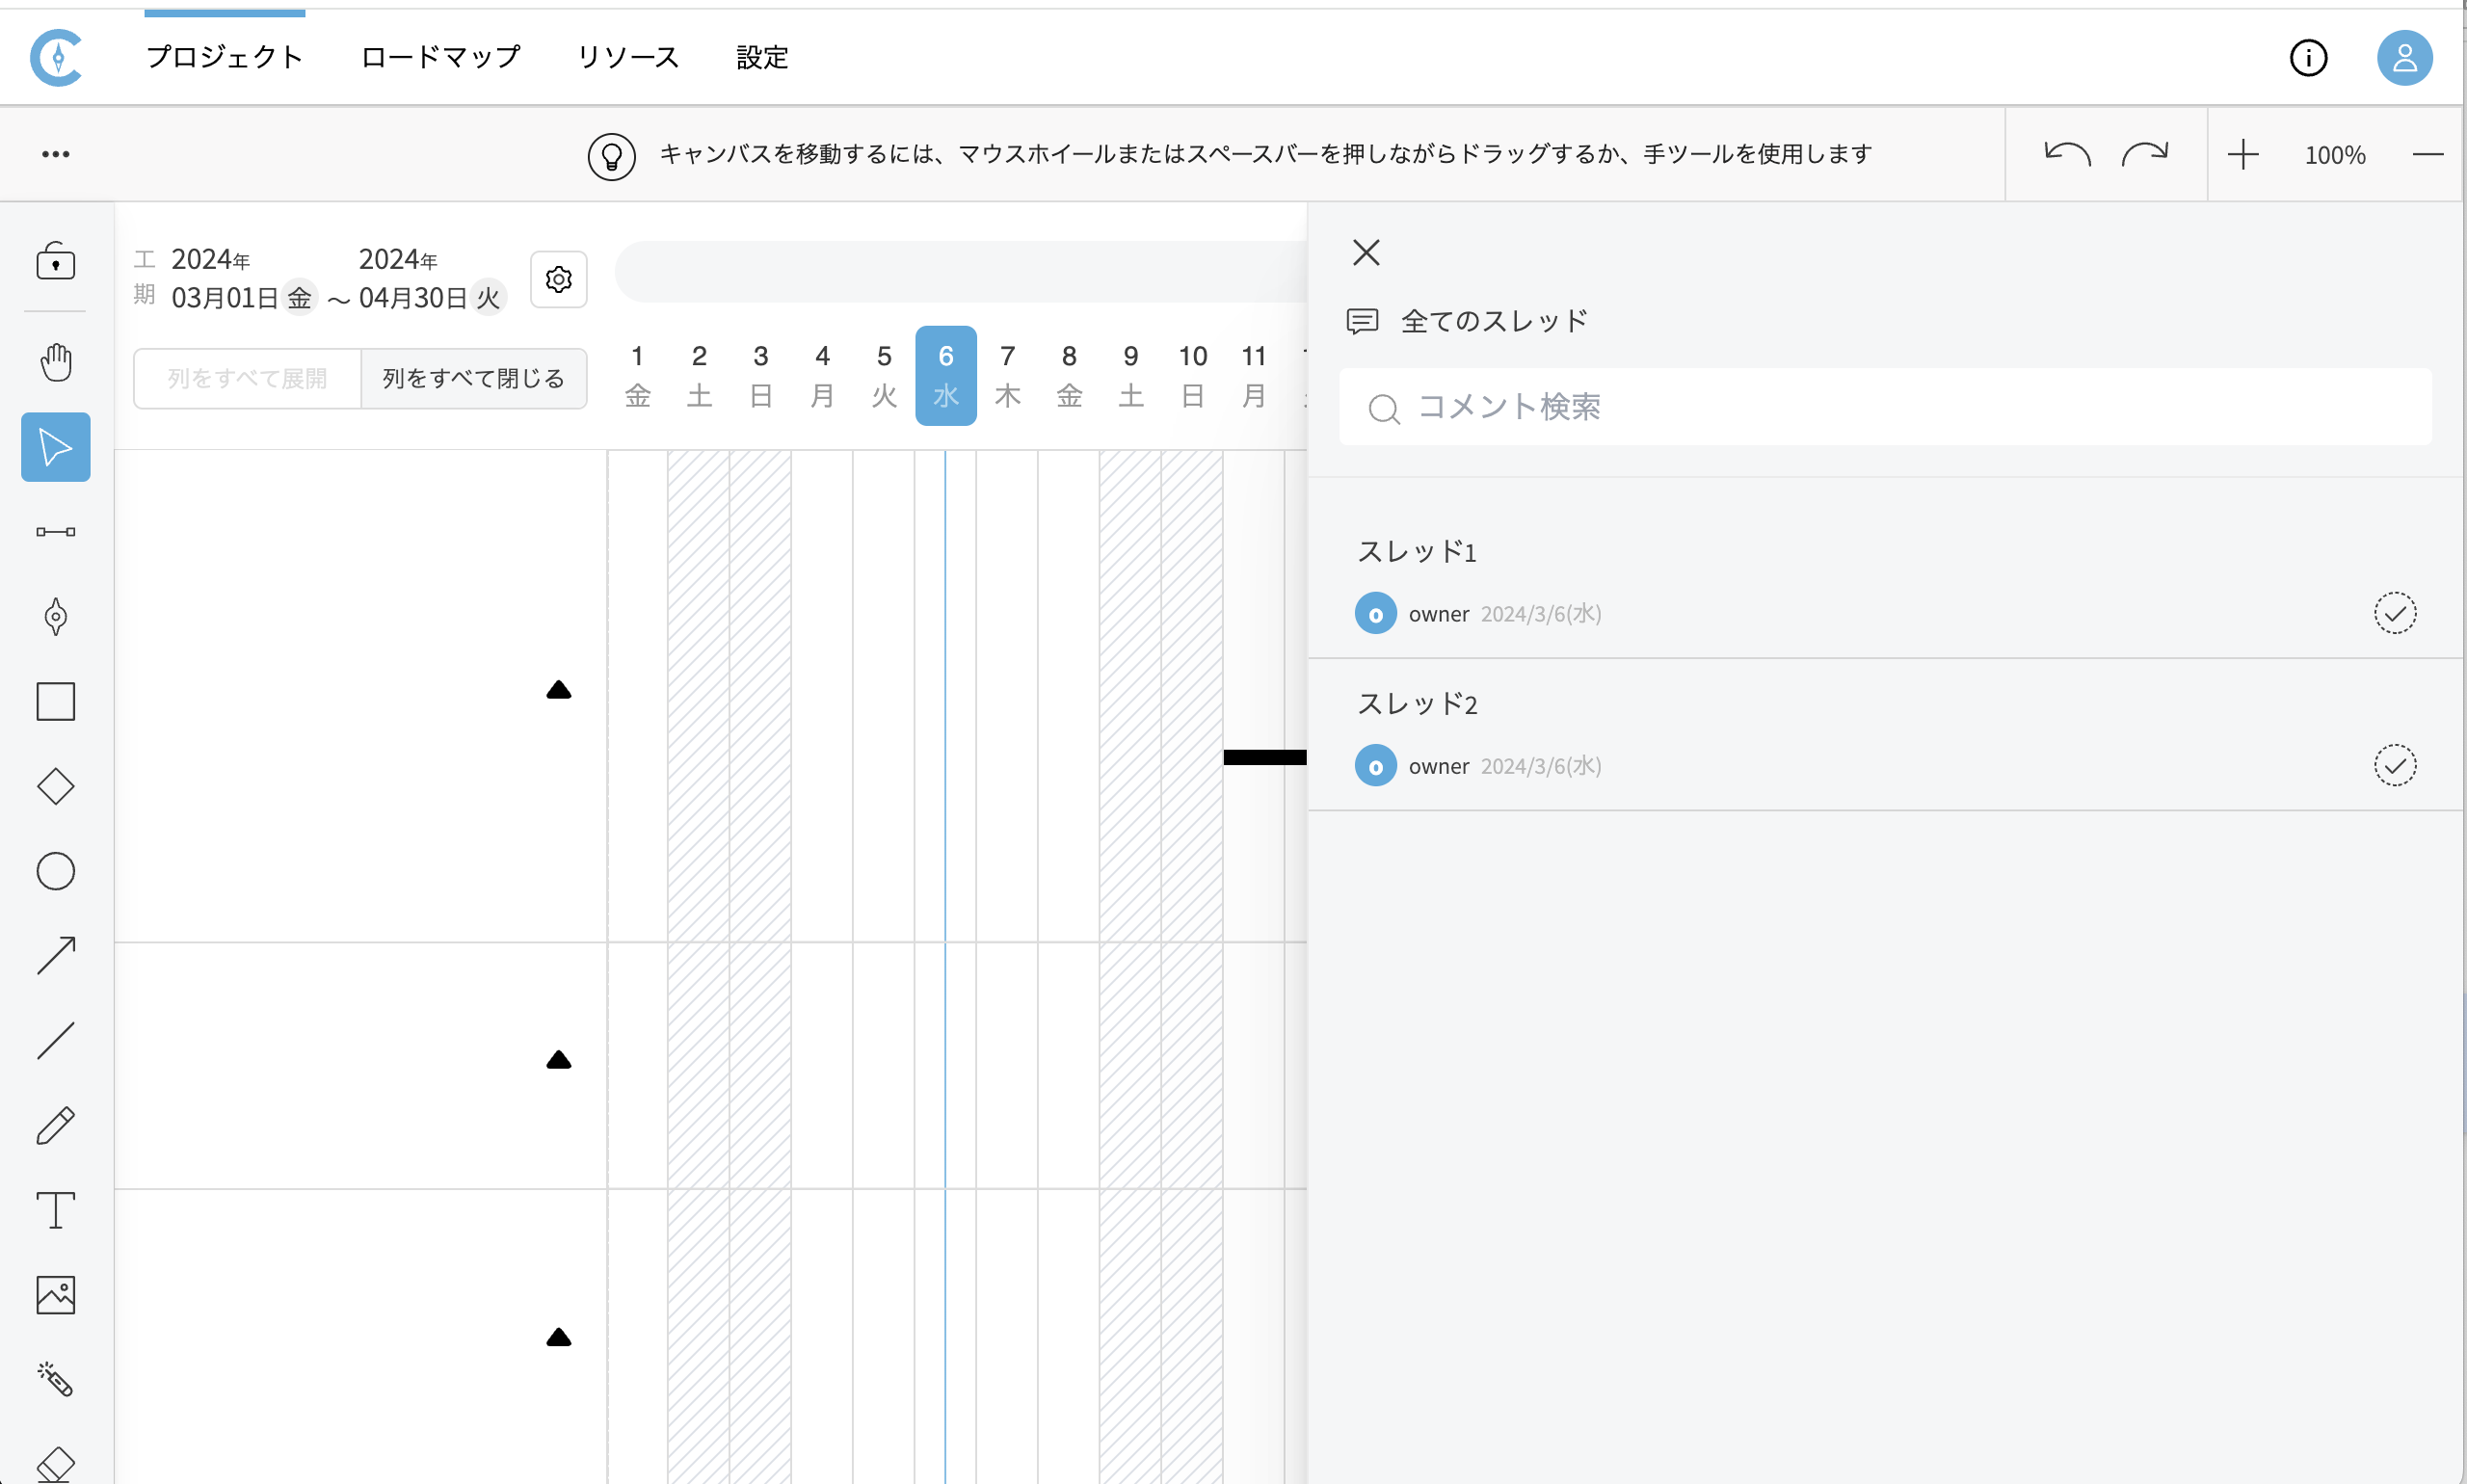 プロジェクト ロードマップ リソース 設定
キャンバスを移動するには、マウスホイールまたはスペースバーを押しながらドラッグするか、手ツールを使用します
100%
工期
2024年 2024年
03月01日 金 ～ 04月30日 火
列をすべて展開 列をすべて閉じる
1 2 3 4 5 6 7 8 9 10 11
金 土 日 月 火 水 木 金 土 日 月
全てのスレッド
コメント検索
スレッド1
o owner 2024/3/6(水)
スレッド2
o owner 2024/3/6(水)